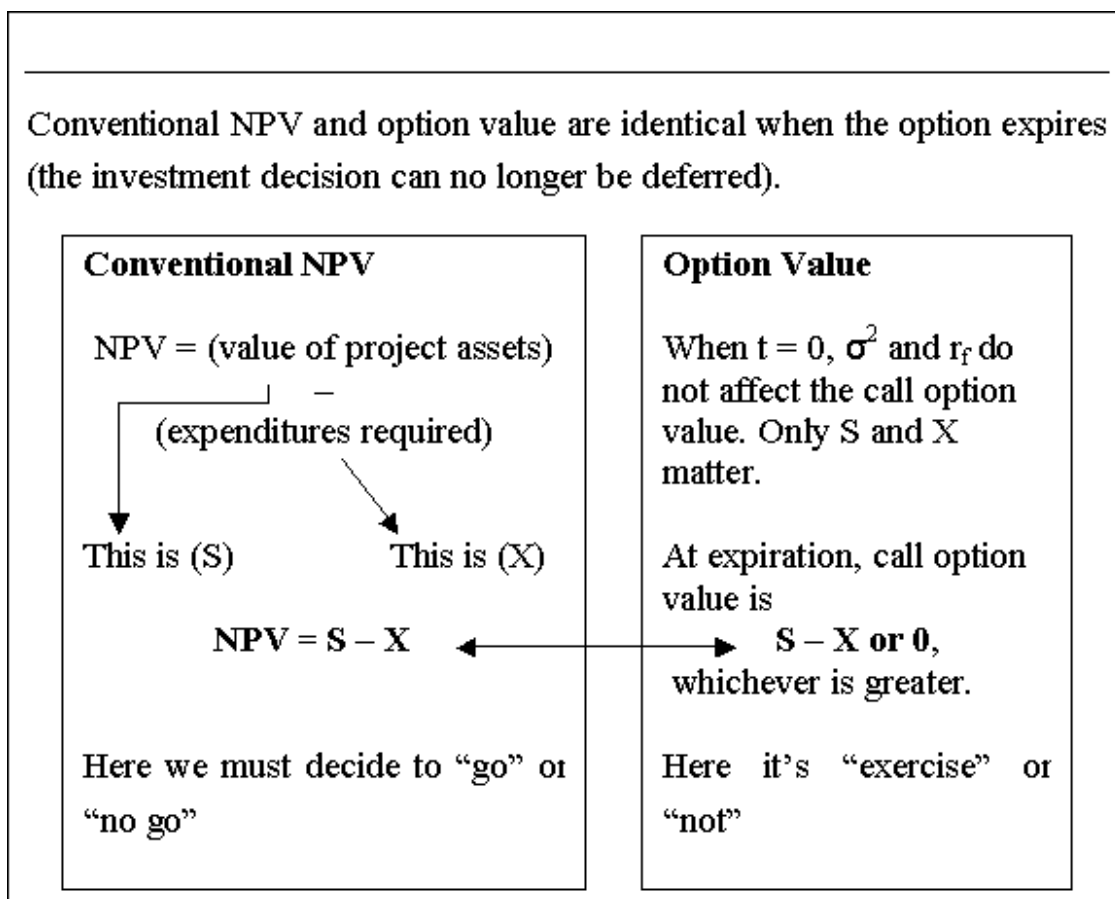 Conventional NPV and option value are identical when the option expires
(the investment decision can no longer be deferred).
Conventional NPV
NPV = (value of project assets)
–
(expenditures required)
This is (S)
This is (X)
NPV = S – X
Here we must decide to “go” or
“no go”
Option Value
When t = 0, σ² and r_f do
not affect the call option
value. Only S and X
matter.
At expiration, call option
value is
S – X or 0,
whichever is greater.
Here it’s “exercise” or
“not”